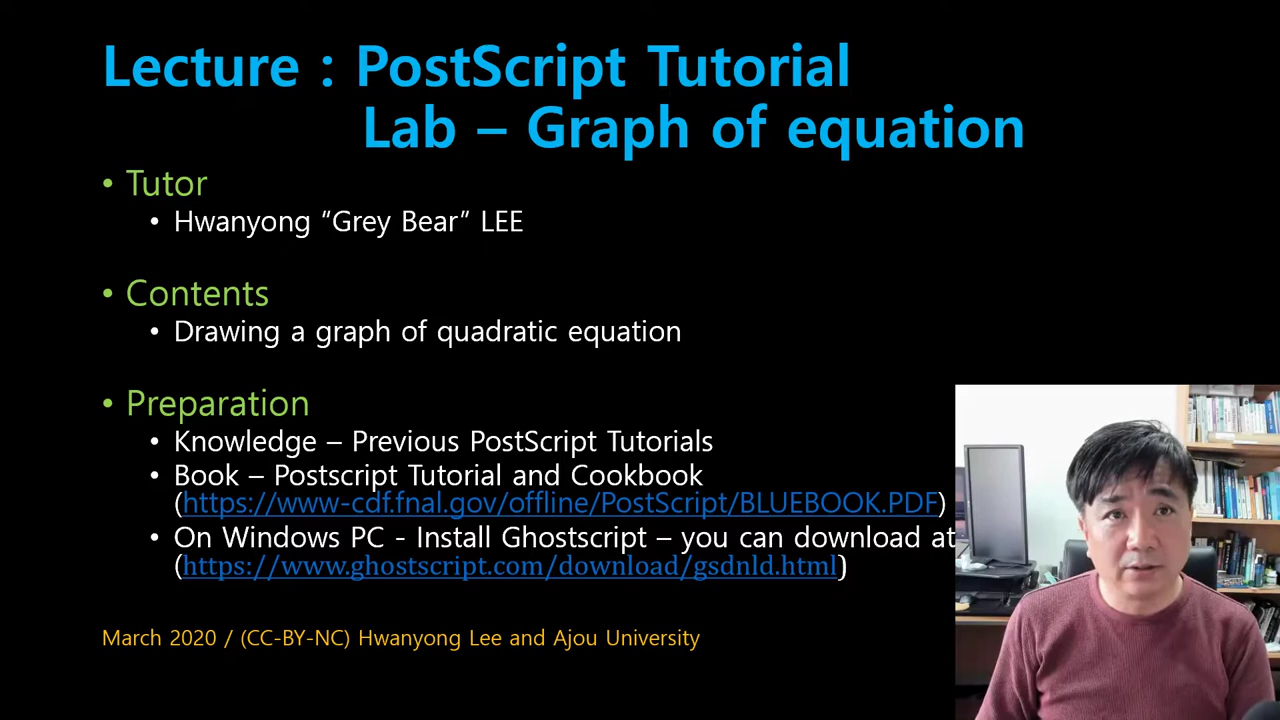 Lecture : PostScript Tutorial
Lab – Graph of equation
• Tutor
• Hwanyong “Grey Bear” LEE
• Contents
• Drawing a graph of quadratic equation
• Preparation
• Knowledge – Previous PostScript Tutorials
• Book – Postscript Tutorial and Cookbook
(https://www-cdf.fnal.gov/offline/PostScript/BLUEBOOK.PDF)
• On Windows PC - Install Ghostscript – you can download at
(https://www.ghostscript.com/download/gsdnld.html)
March 2020 / (CC-BY-NC) Hwanyong Lee and Ajou University